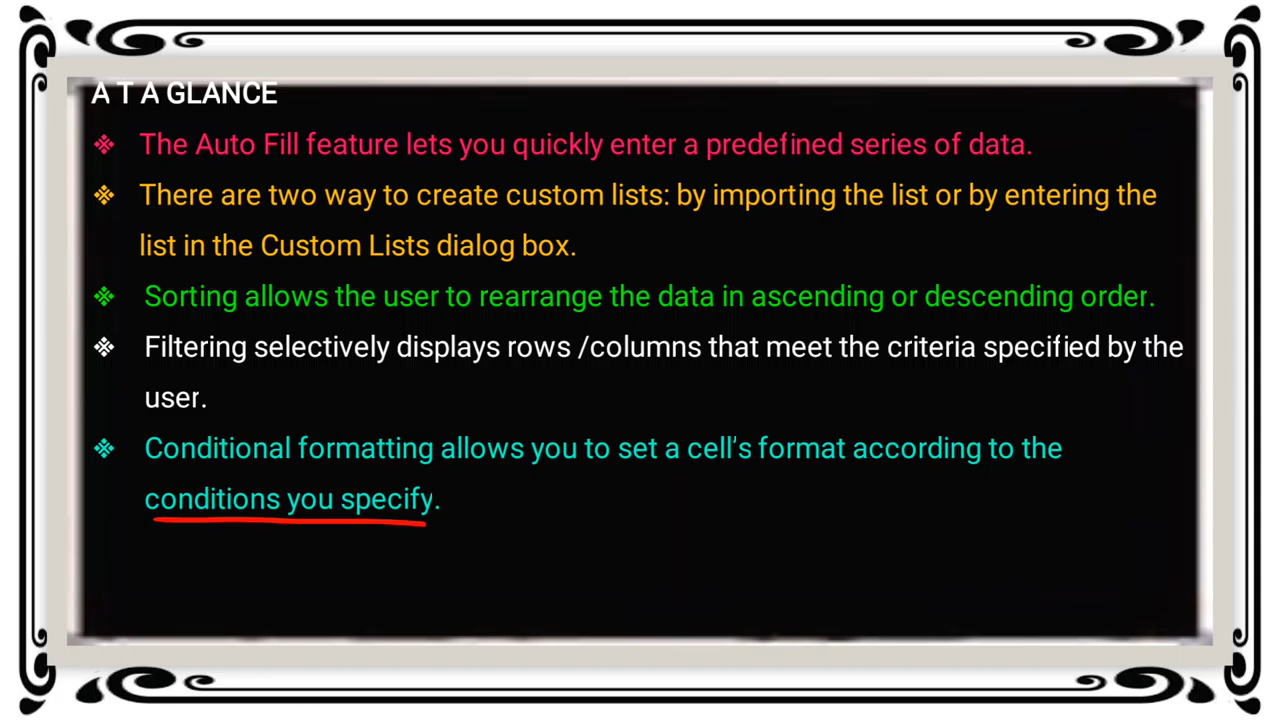 A T A GLANCE
❖ The Auto Fill feature lets you quickly enter a predefined series of data.
❖ There are two way to create custom lists: by importing the list or by entering the
list in the Custom Lists dialog box.
❖ Sorting allows the user to rearrange the data in ascending or descending order.
❖ Filtering selectively displays rows /columns that meet the criteria specified by the
user.
❖ Conditional formatting allows you to set a cell's format according to the
conditions you specify.